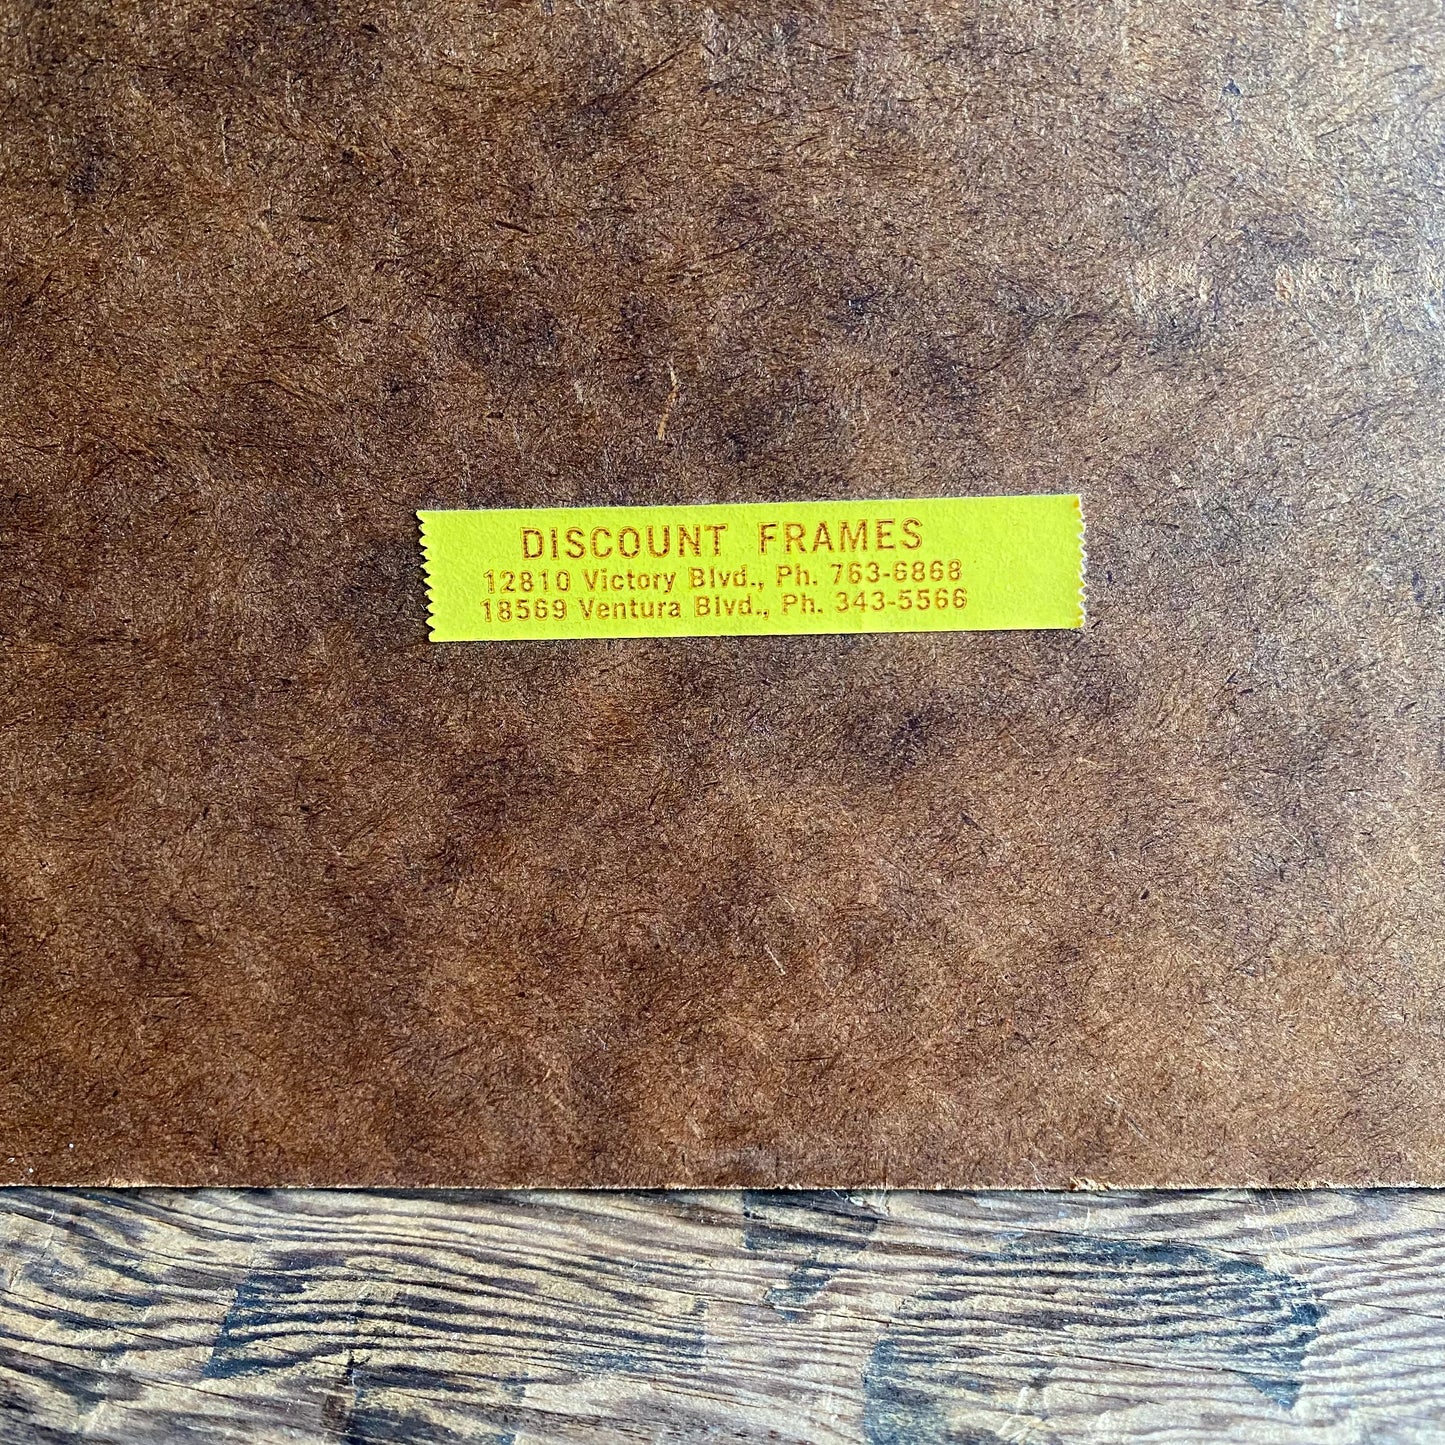 DISCOUNT FRAMES
12810 Victory Blvd., Ph. 763-6868
18569 Ventura Blvd., Ph. 343-5566